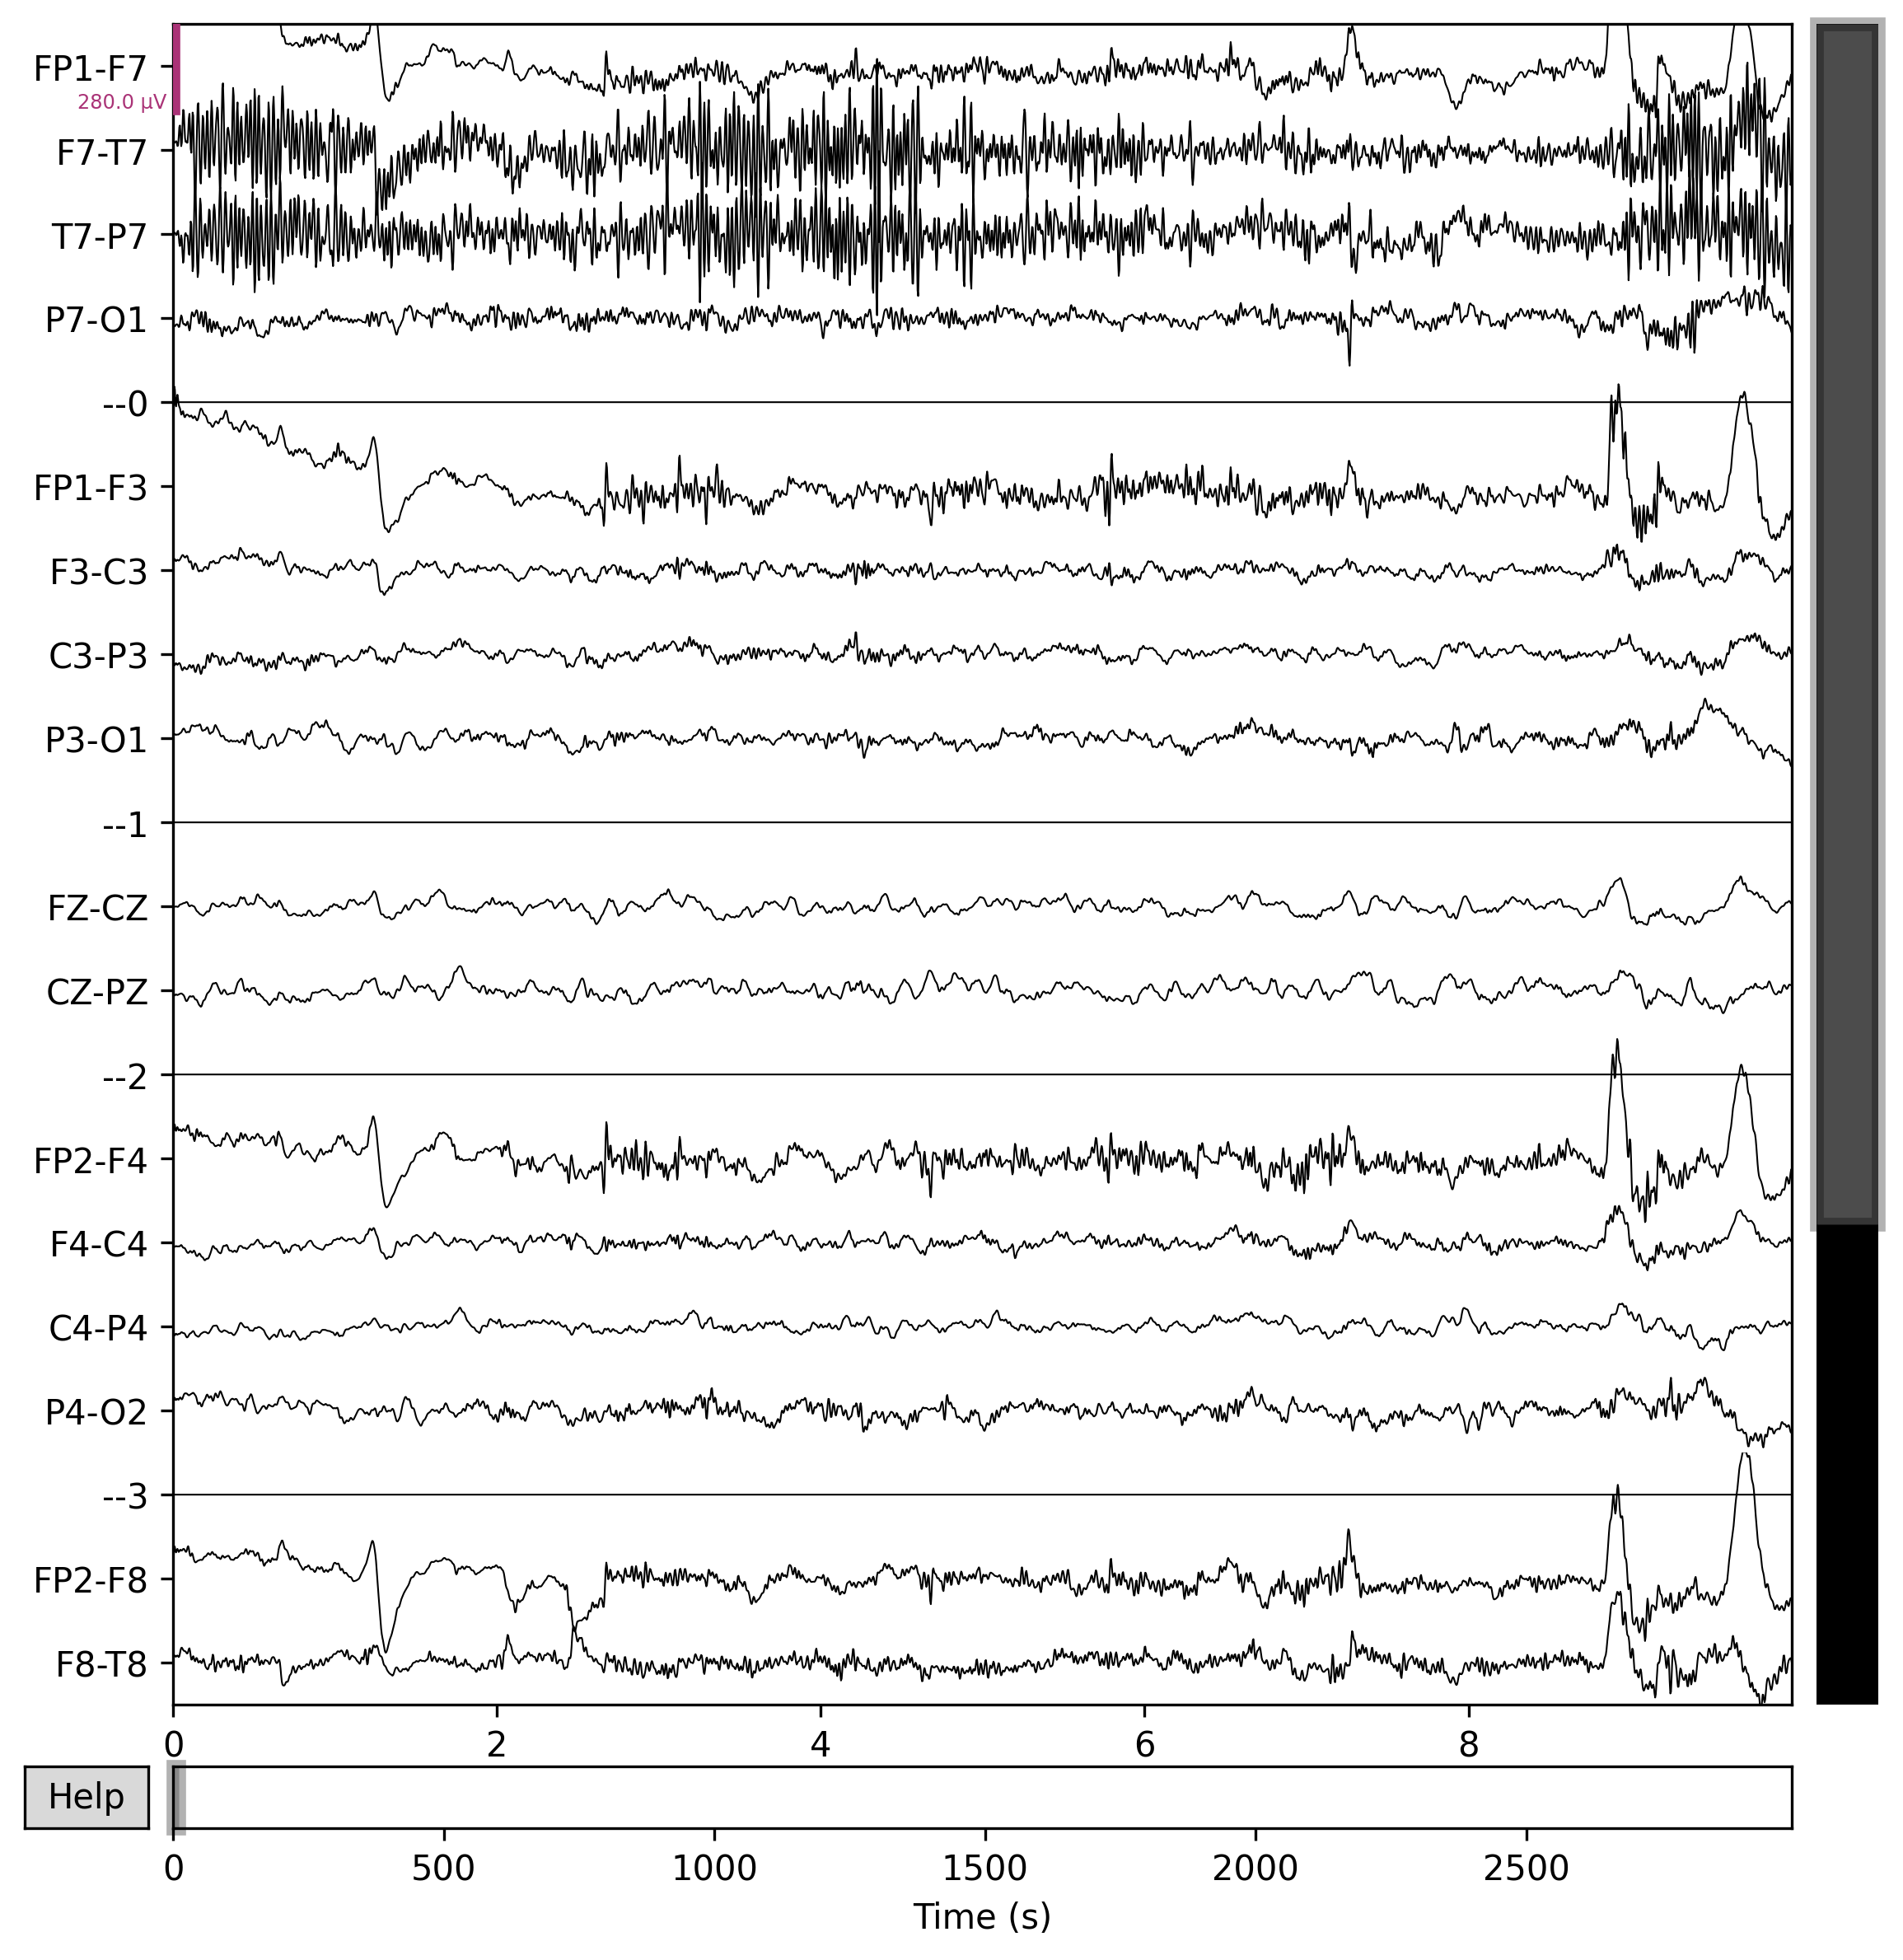 FP1-F7
280.0 µV
F7-T7
T7-P7
P7-O1
--0
FP1-F3
F3-C3
C3-P3
P3-O1
--1
FZ-CZ
CZ-PZ
--2
FP2-F4
F4-C4
C4-P4
P4-O2
--3
FP2-F8
F8-T8
0 2 4 6 8
Help
0 500 1000 1500 2000 2500
Time (s)